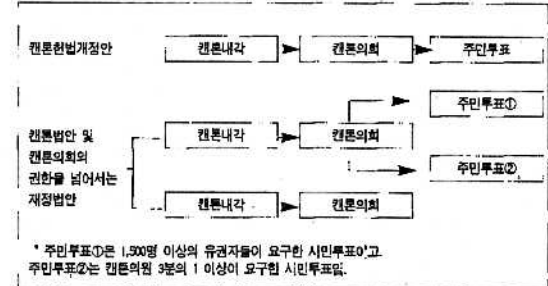 캔톤헌법개정안 캔톤내각 캔톤의회 주민투표
주민투표①
캔톤법안 및 캔톤내각 캔톤의회
캔톤의회의
권한을 넘어서는 주민투표②
재정법안 캔톤내각 캔톤의회
* 주민투표①은 1,500명 이상의 유권자들이 요구한 시민투표이고
주민투표②는 캔톤의원 3분의 1 이상이 요구한 시민투표임.